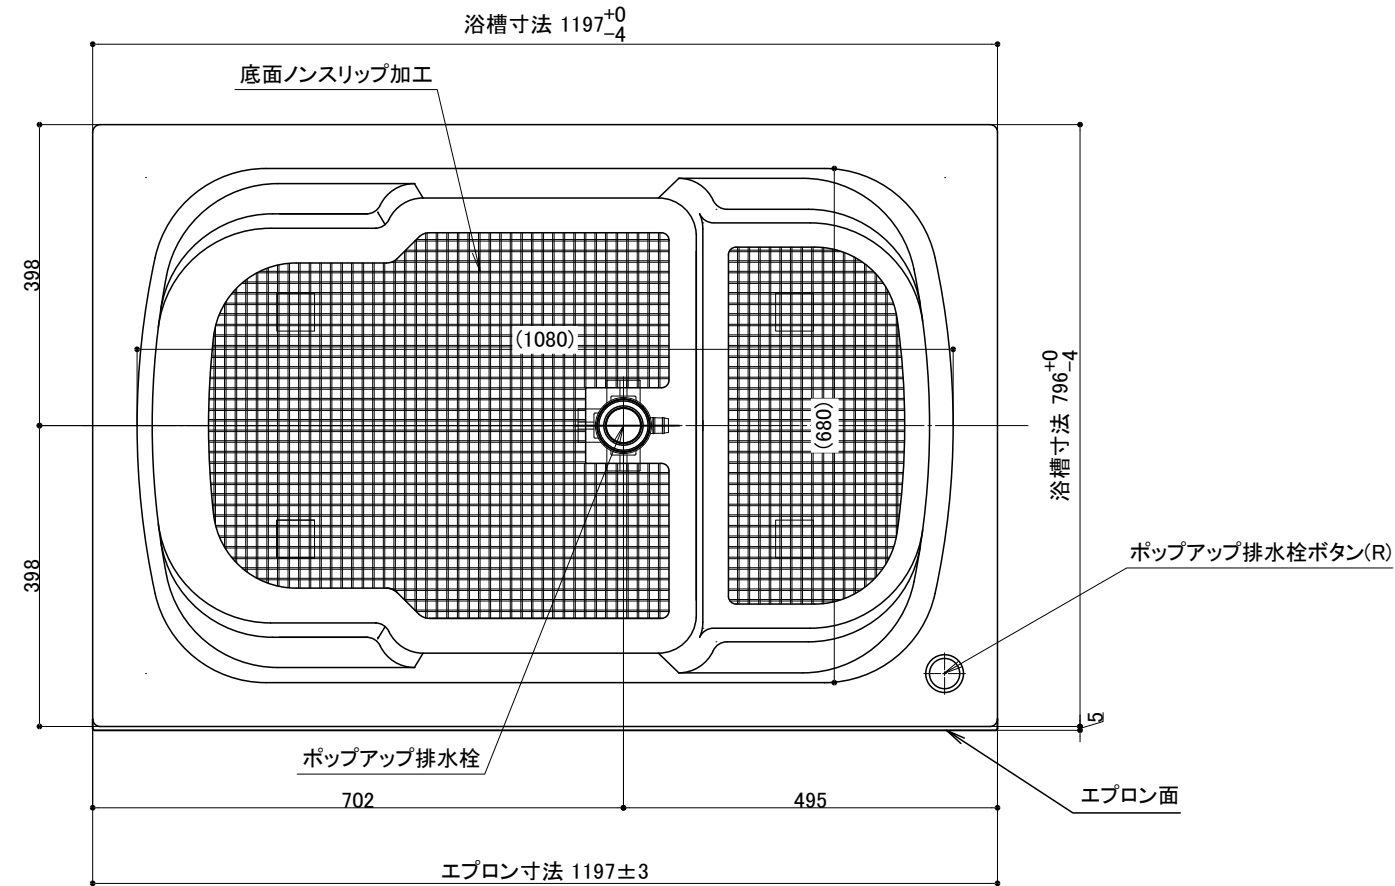 浴槽寸法 1197 +0 −4
底面ノンスリップ加工
398
(1080)
(680)
浴槽寸法 796 +0 −4
398
ポップアップ排水栓ボタン(R)
5
ポップアップ排水栓
エプロン面
702
495
エプロン寸法 1197±3